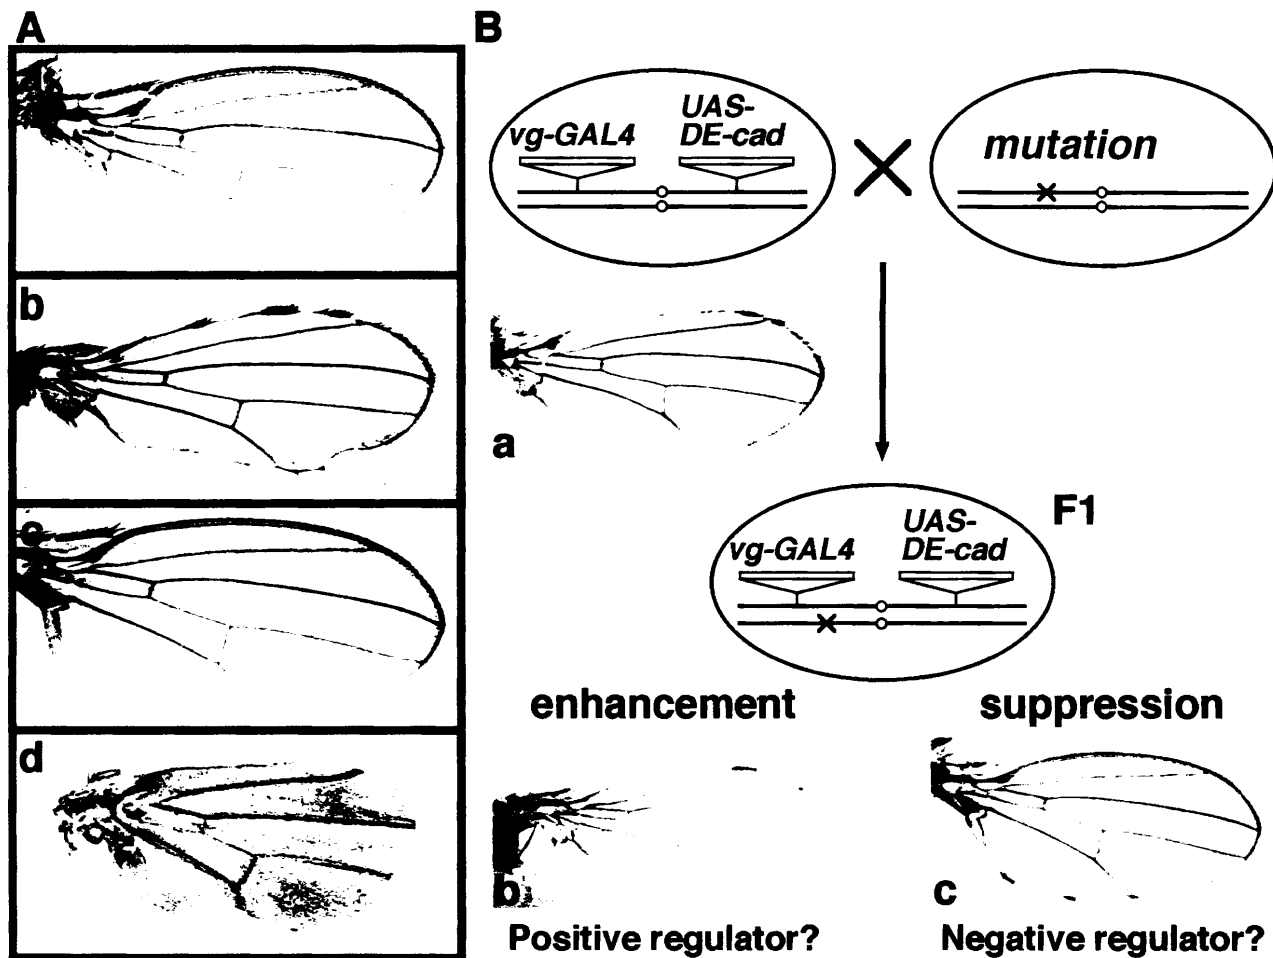 A
b
c
d
B
vg-GAL4
UAS-
DE-cad
mutation
a
F1
vg-GAL4
UAS-
DE-cad
enhancement
suppression
b
c
Positive regulator?
Negative regulator?